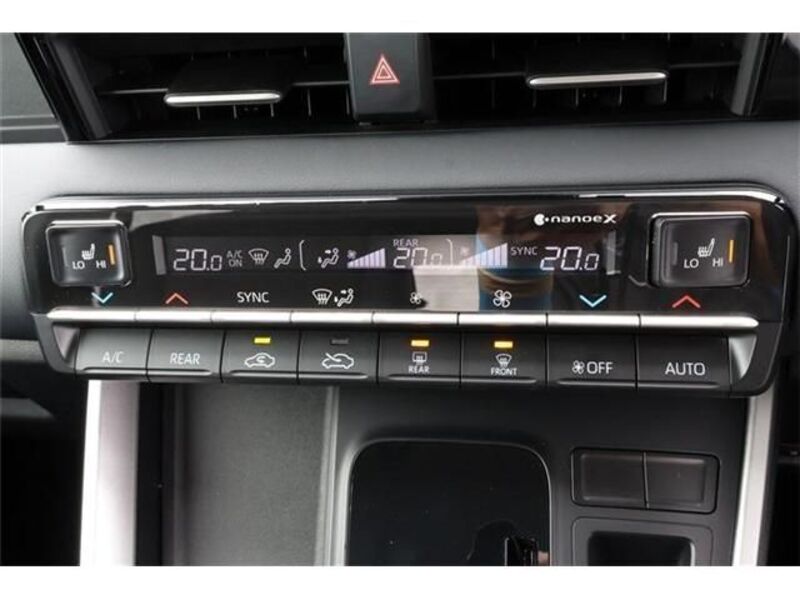 nanoeX
LO HI
20.0 A/C ON REAR 20.0 SYNC 20.0
LO HI
SYNC
A/C REAR REAR FRONT OFF AUTO